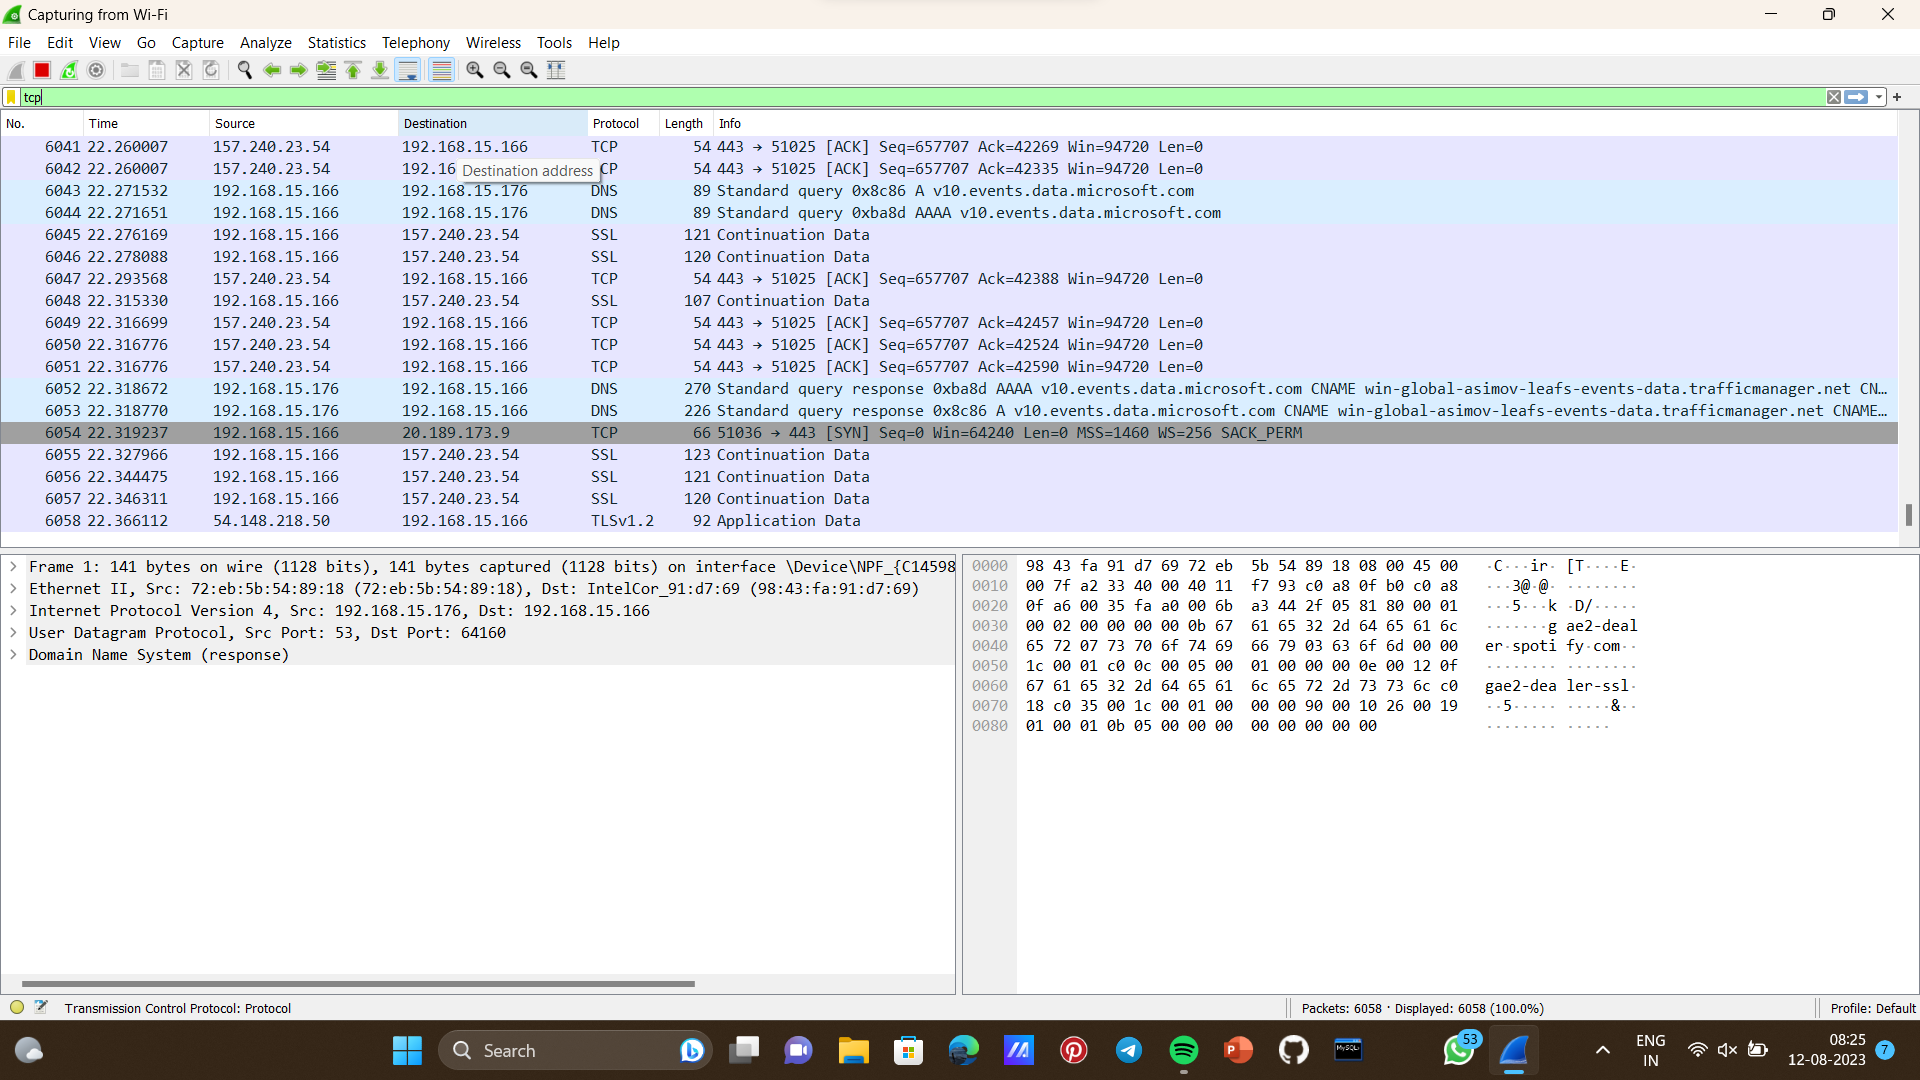 Capturing from Wi-Fi
File Edit View Go Capture Analyze Statistics Telephony Wireless Tools Help
tcp
No. Time Source Destination Protocol Length Info
6041 22.260007 157.240.23.54 192.168.15.166 TCP 54 443 → 51025 [ACK] Seq=657707 Ack=42269 Win=94720 Len=0
6042 22.260007 157.240.23.54 192.16 CP 54 443 → 51025 [ACK] Seq=657707 Ack=42335 Win=94720 Len=0
Destination address
6043 22.271532 192.168.15.166 192.168.15.176 DNS 89 Standard query 0x8c86 A v10.events.data.microsoft.com
6044 22.271651 192.168.15.166 192.168.15.176 DNS 89 Standard query 0xba8d AAAA v10.events.data.microsoft.com
6045 22.276169 192.168.15.166 157.240.23.54 SSL 121 Continuation Data
6046 22.278088 192.168.15.166 157.240.23.54 SSL 120 Continuation Data
6047 22.293568 157.240.23.54 192.168.15.166 TCP 54 443 → 51025 [ACK] Seq=657707 Ack=42388 Win=94720 Len=0
6048 22.315330 192.168.15.166 157.240.23.54 SSL 107 Continuation Data
6049 22.316699 157.240.23.54 192.168.15.166 TCP 54 443 → 51025 [ACK] Seq=657707 Ack=42457 Win=94720 Len=0
6050 22.316776 157.240.23.54 192.168.15.166 TCP 54 443 → 51025 [ACK] Seq=657707 Ack=42524 Win=94720 Len=0
6051 22.316776 157.240.23.54 192.168.15.166 TCP 54 443 → 51025 [ACK] Seq=657707 Ack=42590 Win=94720 Len=0
6052 22.318672 192.168.15.176 192.168.15.166 DNS 270 Standard query response 0xba8d AAAA v10.events.data.microsoft.com CNAME win-global-asimov-leafs-events-data.trafficmanager.net CN…
6053 22.318770 192.168.15.176 192.168.15.166 DNS 226 Standard query response 0x8c86 A v10.events.data.microsoft.com CNAME win-global-asimov-leafs-events-data.trafficmanager.net CNAME…
6054 22.319237 192.168.15.166 20.189.173.9 TCP 66 51036 → 443 [SYN] Seq=0 Win=64240 Len=0 MSS=1460 WS=256 SACK_PERM
6055 22.327966 192.168.15.166 157.240.23.54 SSL 123 Continuation Data
6056 22.344475 192.168.15.166 157.240.23.54 SSL 121 Continuation Data
6057 22.346311 192.168.15.166 157.240.23.54 SSL 120 Continuation Data
6058 22.366112 54.148.218.50 192.168.15.166 TLSv1.2 92 Application Data
Frame 1: 141 bytes on wire (1128 bits), 141 bytes captured (1128 bits) on interface \Device\NPF_{C14598
Ethernet II, Src: 72:eb:5b:54:89:18 (72:eb:5b:54:89:18), Dst: IntelCor_91:d7:69 (98:43:fa:91:d7:69)
Internet Protocol Version 4, Src: 192.168.15.176, Dst: 192.168.15.166
User Datagram Protocol, Src Port: 53, Dst Port: 64160
Domain Name System (response)
0000 98 43 fa 91 d7 69 72 eb 5b 54 89 18 08 00 45 00 ·C···ir· [T····E·
0010 00 7f a2 33 40 00 40 11 f7 93 c0 a8 0f b0 c0 a8 ···3@·@· ········
0020 0f a6 00 35 fa a0 00 6b a3 44 2f 05 81 80 00 01 ···5···k ·D/·····
0030 00 02 00 00 00 00 0b 67 61 65 32 2d 64 65 61 6c ·······g ae2-deal
0040 65 72 07 73 70 6f 74 69 66 79 03 63 6f 6d 00 00 er·spoti fy·com··
0050 1c 00 01 c0 0c 00 05 00 01 00 00 00 0e 00 12 0f ········ ········
0060 67 61 65 32 2d 64 65 61 6c 65 72 2d 73 73 6c c0 gae2-dea ler-ssl·
0070 18 c0 35 00 1c 00 01 00 00 00 90 00 10 26 00 19 ··5····· ·····&··
0080 01 00 01 0b 05 00 00 00 00 00 00 00 00 ········ ·····
Transmission Control Protocol: Protocol
Packets: 6058 · Displayed: 6058 (100.0%)
Profile: Default
Search
MySQL
53
ENG
IN
08:25
12-08-2023
7